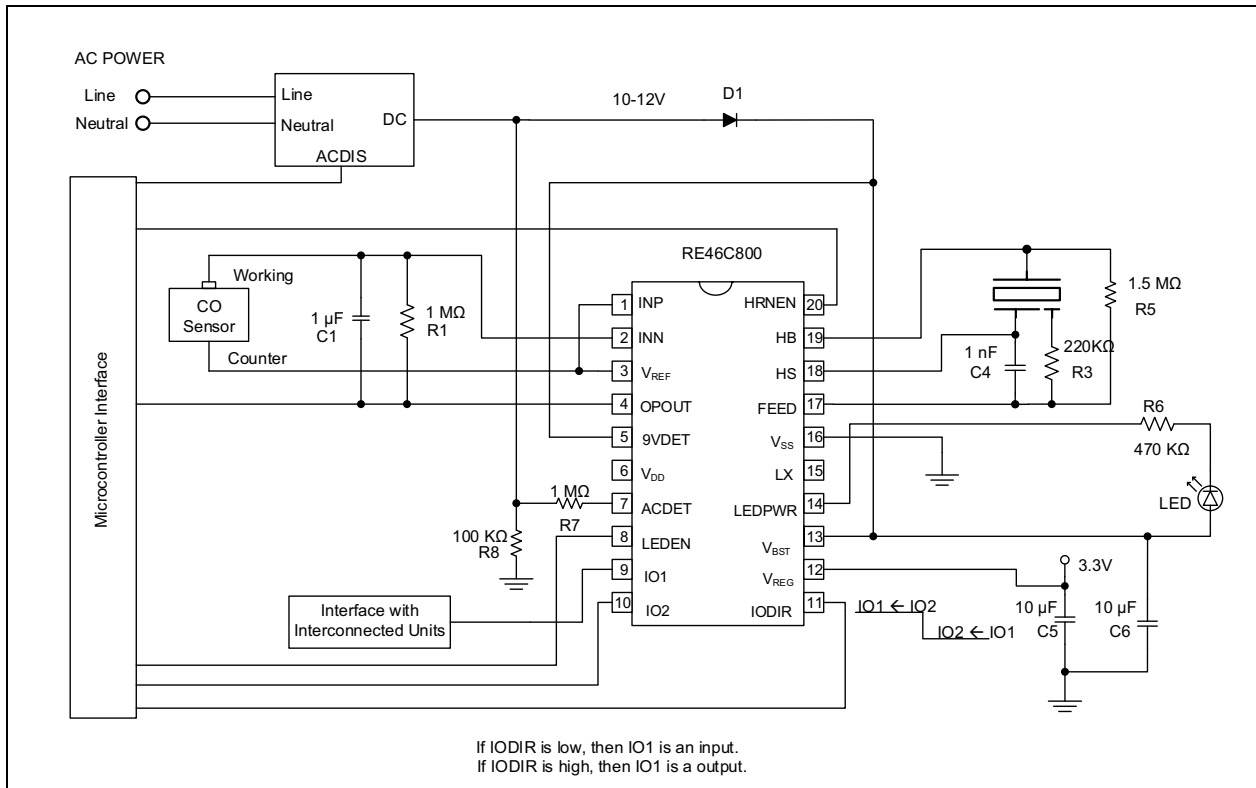 AC POWER
Line
Neutral
Line
Neutral
DC
ACDIS
10-12V
D1
Microcontroller Interface
RE46C800
Working
CO
Sensor
Counter
1 µF
C1
1 MΩ
R1
1 INP
2 INN
3 VREF
4 OPOUT
5 9VDET
6 VDD
7 ACDET
8 LEDEN
9 IO1
10 IO2
HRNEN 20
HB 19
HS 18
FEED 17
VSS 16
LX 15
LEDPWR 14
VBST 13
VREG 12
IODIR 11
1.5 MΩ
R5
1 nF
C4
220KΩ
R3
R6
470 KΩ
LED
1 MΩ
R7
100 KΩ
R8
3.3V
10 µF
C5
10 µF
C6
IO1 ← IO2
IO2 ← IO1
Interface with
Interconnected Units
If IODIR is low, then IO1 is an input.
If IODIR is high, then IO1 is a output.